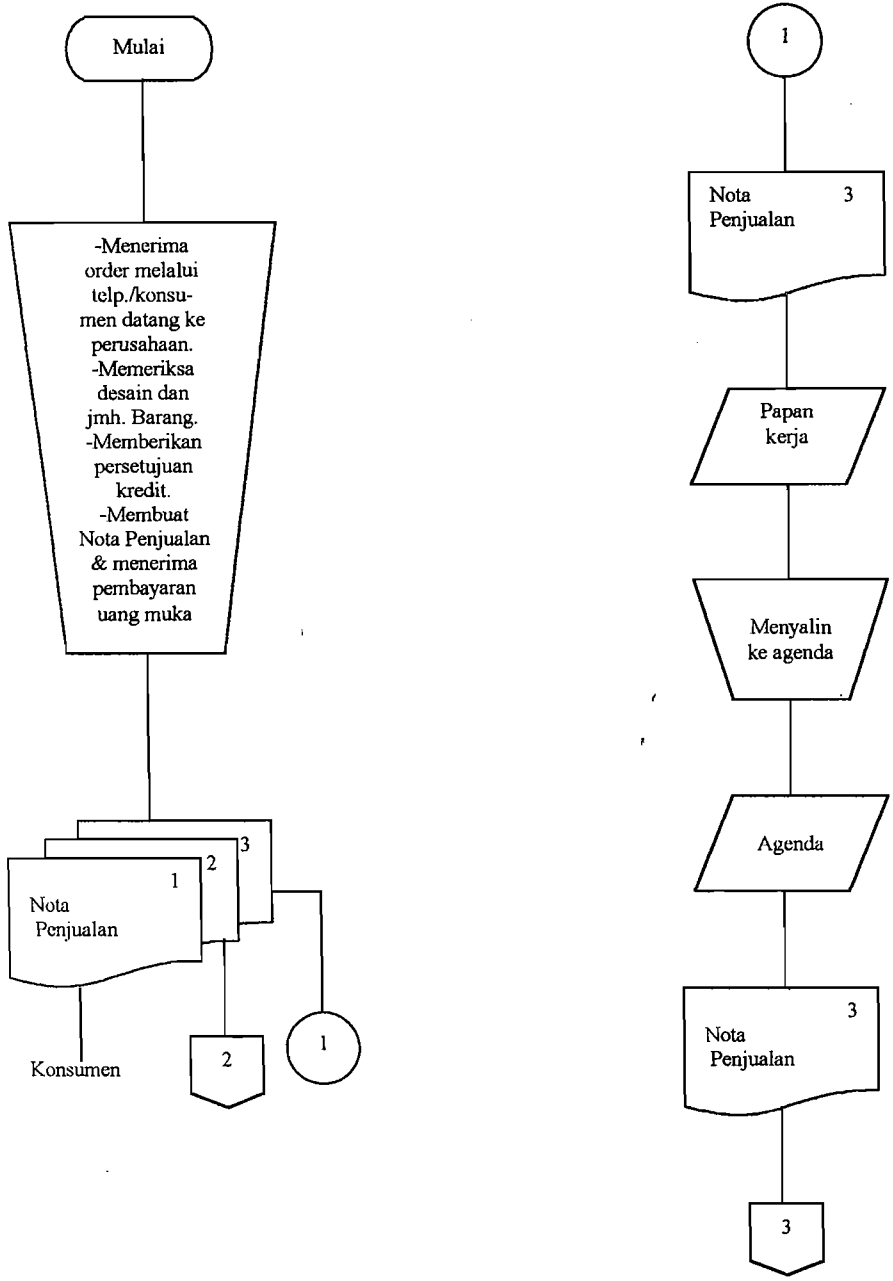 Mulai
-Menerima
order melalui
telp./konsu-
men datang ke
perusahaan.
-Memeriksa
desain dan
jmh. Barang.
-Memberikan
persetujuan
kredit.
-Membuat
Nota Penjualan
& menerima
pembayaran
uang muka
3
2
1
Nota
Penjualan
Konsumen
2
1
1
Nota 3
Penjualan
Papan
kerja
Menyalin
ke agenda
Agenda
3
Nota
Penjualan
3